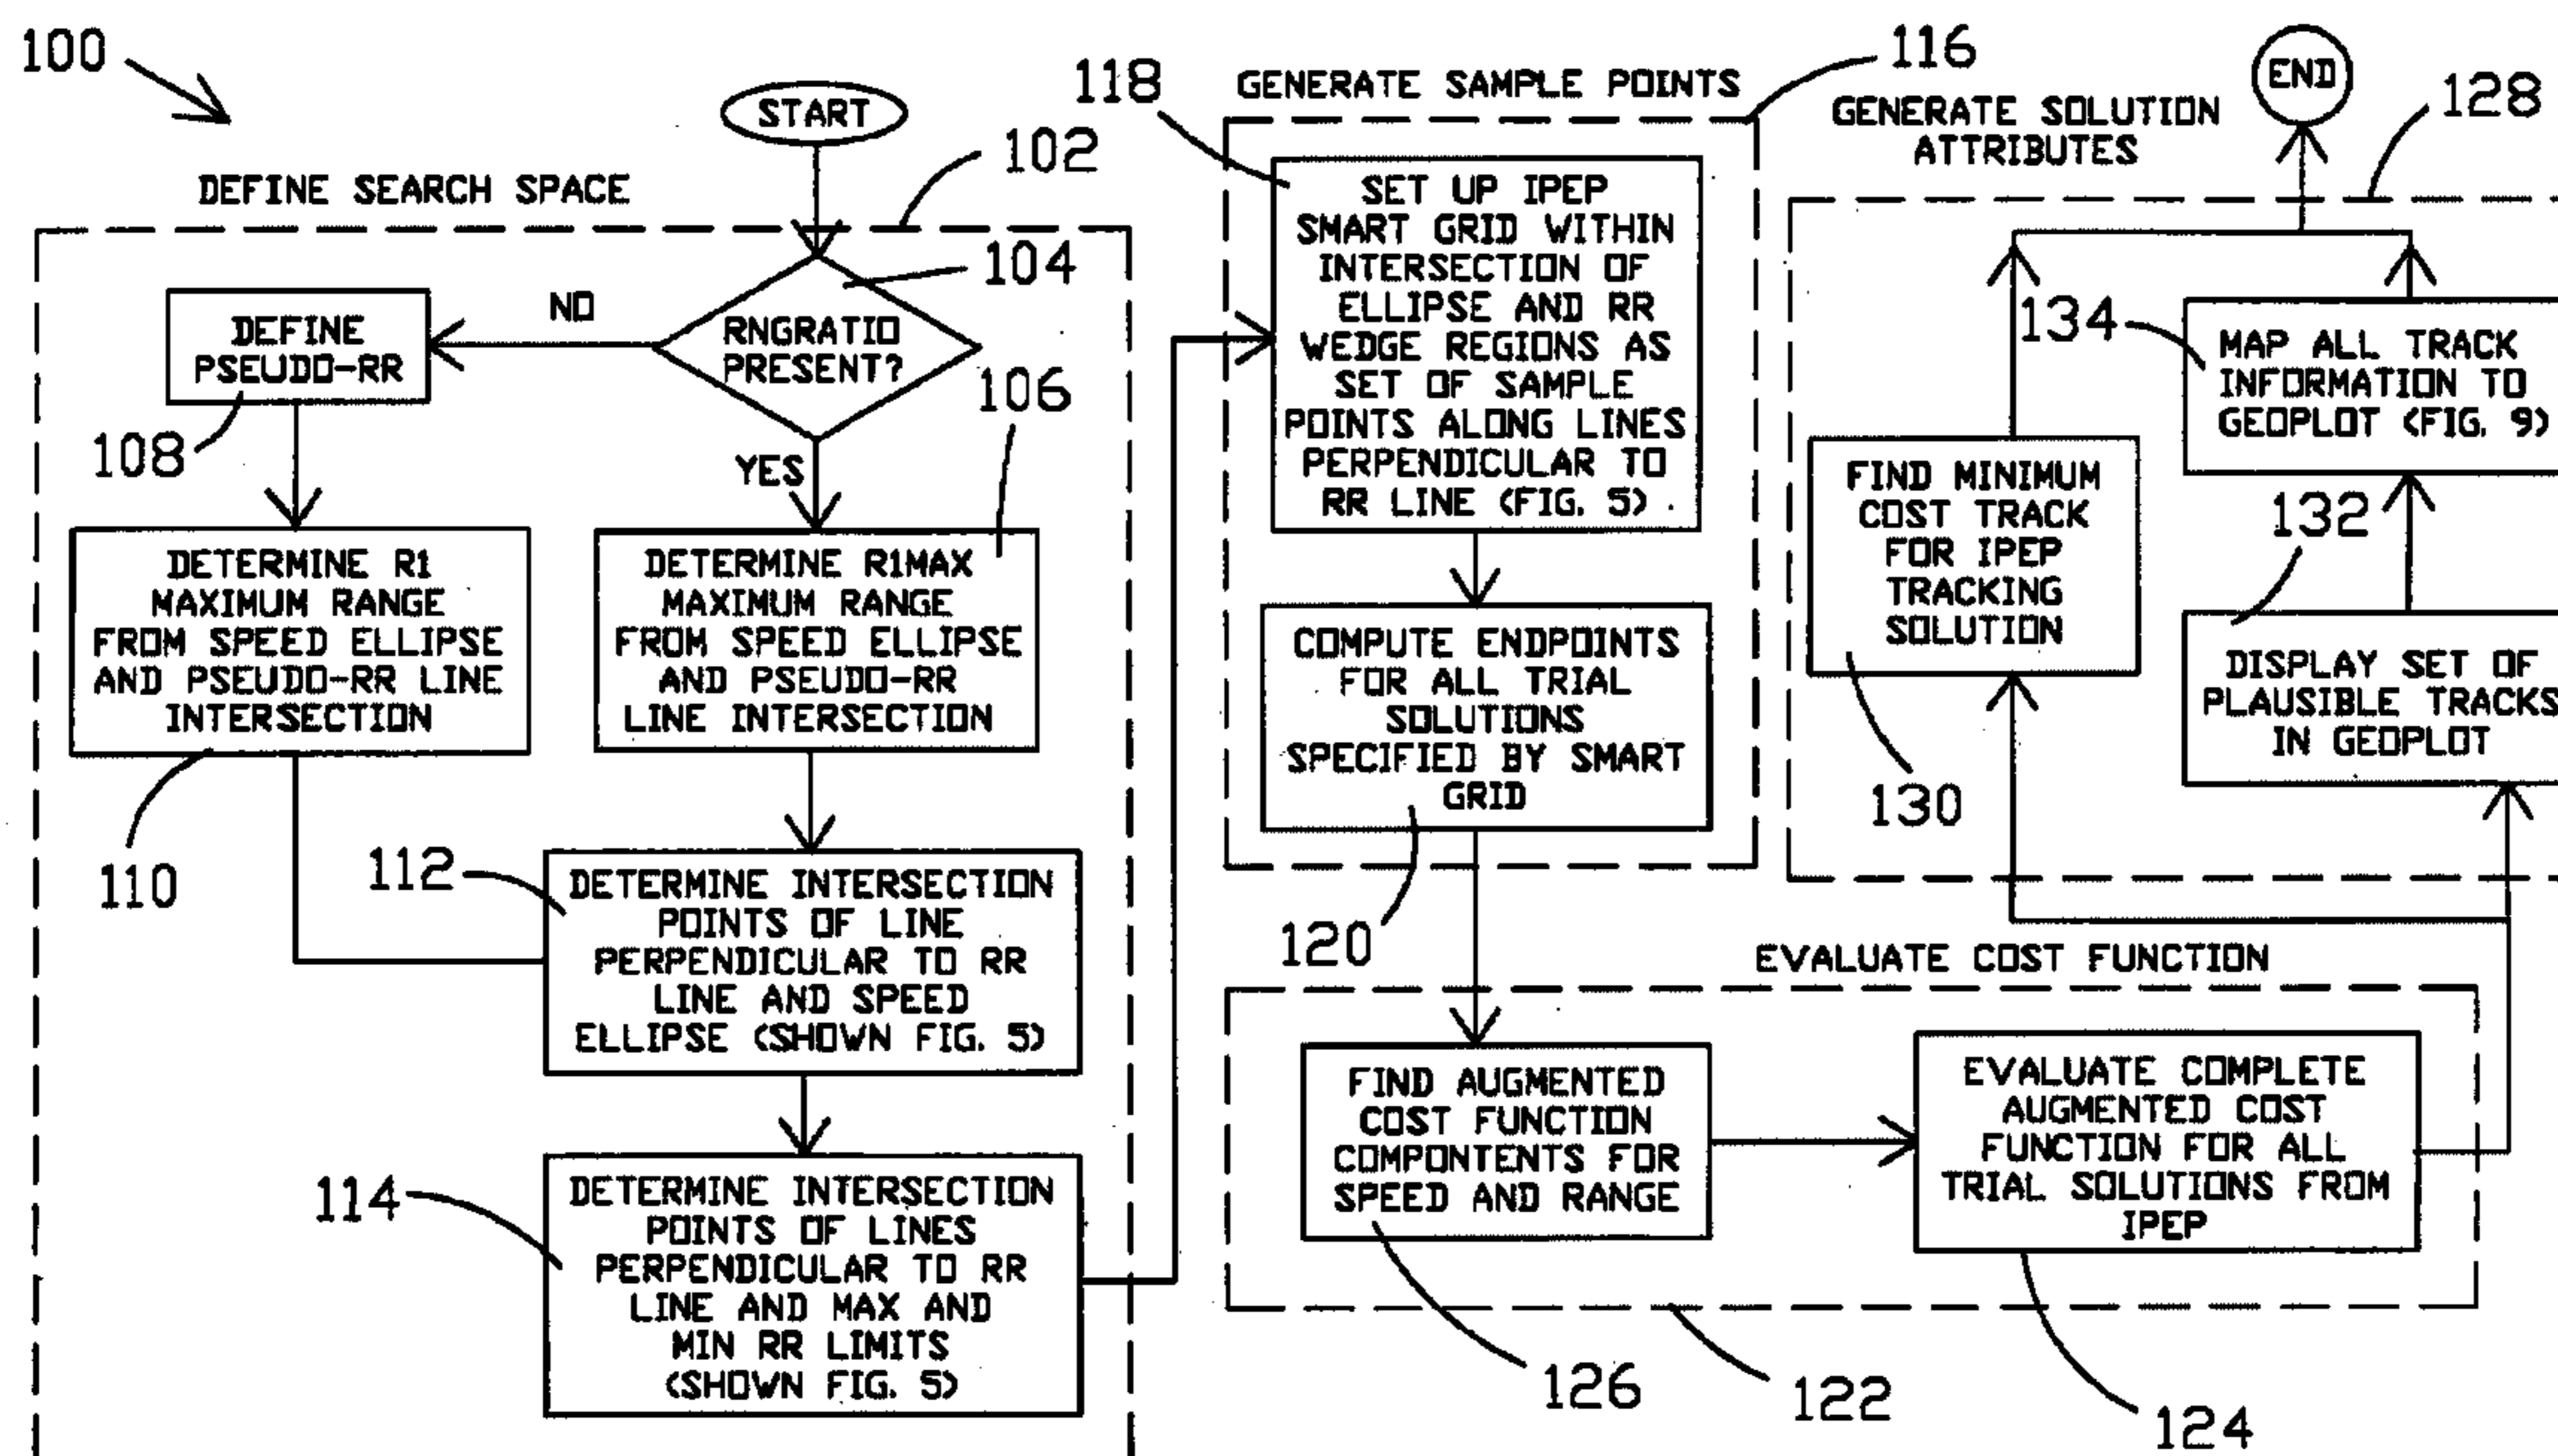 100
START
102
DEFINE SEARCH SPACE
104
RNGRATIO
PRESENT?
NO
YES
DEFINE
PSEUDO-RR
108
106
DETERMINE R1
MAXIMUM RANGE
FROM SPEED ELLIPSE
AND PSEUDO-RR LINE
INTERSECTION
110
DETERMINE R1MAX
MAXIMUM RANGE
FROM SPEED ELLIPSE
AND PSEUDO-RR
LINE INTERSECTION
112
DETERMINE INTERSECTION
POINTS OF LINE
PERPENDICULAR TO RR
LINE AND SPEED
ELLIPSE (SHOWN FIG. 5)
114
DETERMINE INTERSECTION
POINTS OF LINES
PERPENDICULAR TO RR
LINE AND MAX AND
MIN RR LIMITS
(SHOWN FIG. 5)
116
118
GENERATE SAMPLE POINTS
SET UP IPEP
SMART GRID WITHIN
INTERSECTION OF
ELLIPSE AND RR
WEDGE REGIONS AS
SET OF SAMPLE
POINTS ALONG LINES
PERPENDICULAR TO
RR LINE (FIG. 5)
COMPUTE ENDPOINTS
FOR ALL TRIAL
SOLUTIONS
SPECIFIED BY SMART
GRID
120
EVALUATE COST FUNCTION
FIND AUGMENTED
COST FUNCTION
COMPONTENTS FOR
SPEED AND RANGE
126
EVALUATE COMPLETE
AUGMENTED COST
FUNCTION FOR ALL
TRIAL SOLUTIONS FROM
IPEP
122
124
END
GENERATE SOLUTION
ATTRIBUTES
128
134
MAP ALL TRACK
INFORMATION TO
GEOPLOT (FIG. 9)
FIND MINIMUM
COST TRACK
FOR IPEP
TRACKING
SOLUTION
130
132
DISPLAY SET OF
PLAUSIBLE TRACKS
IN GEOPLOT